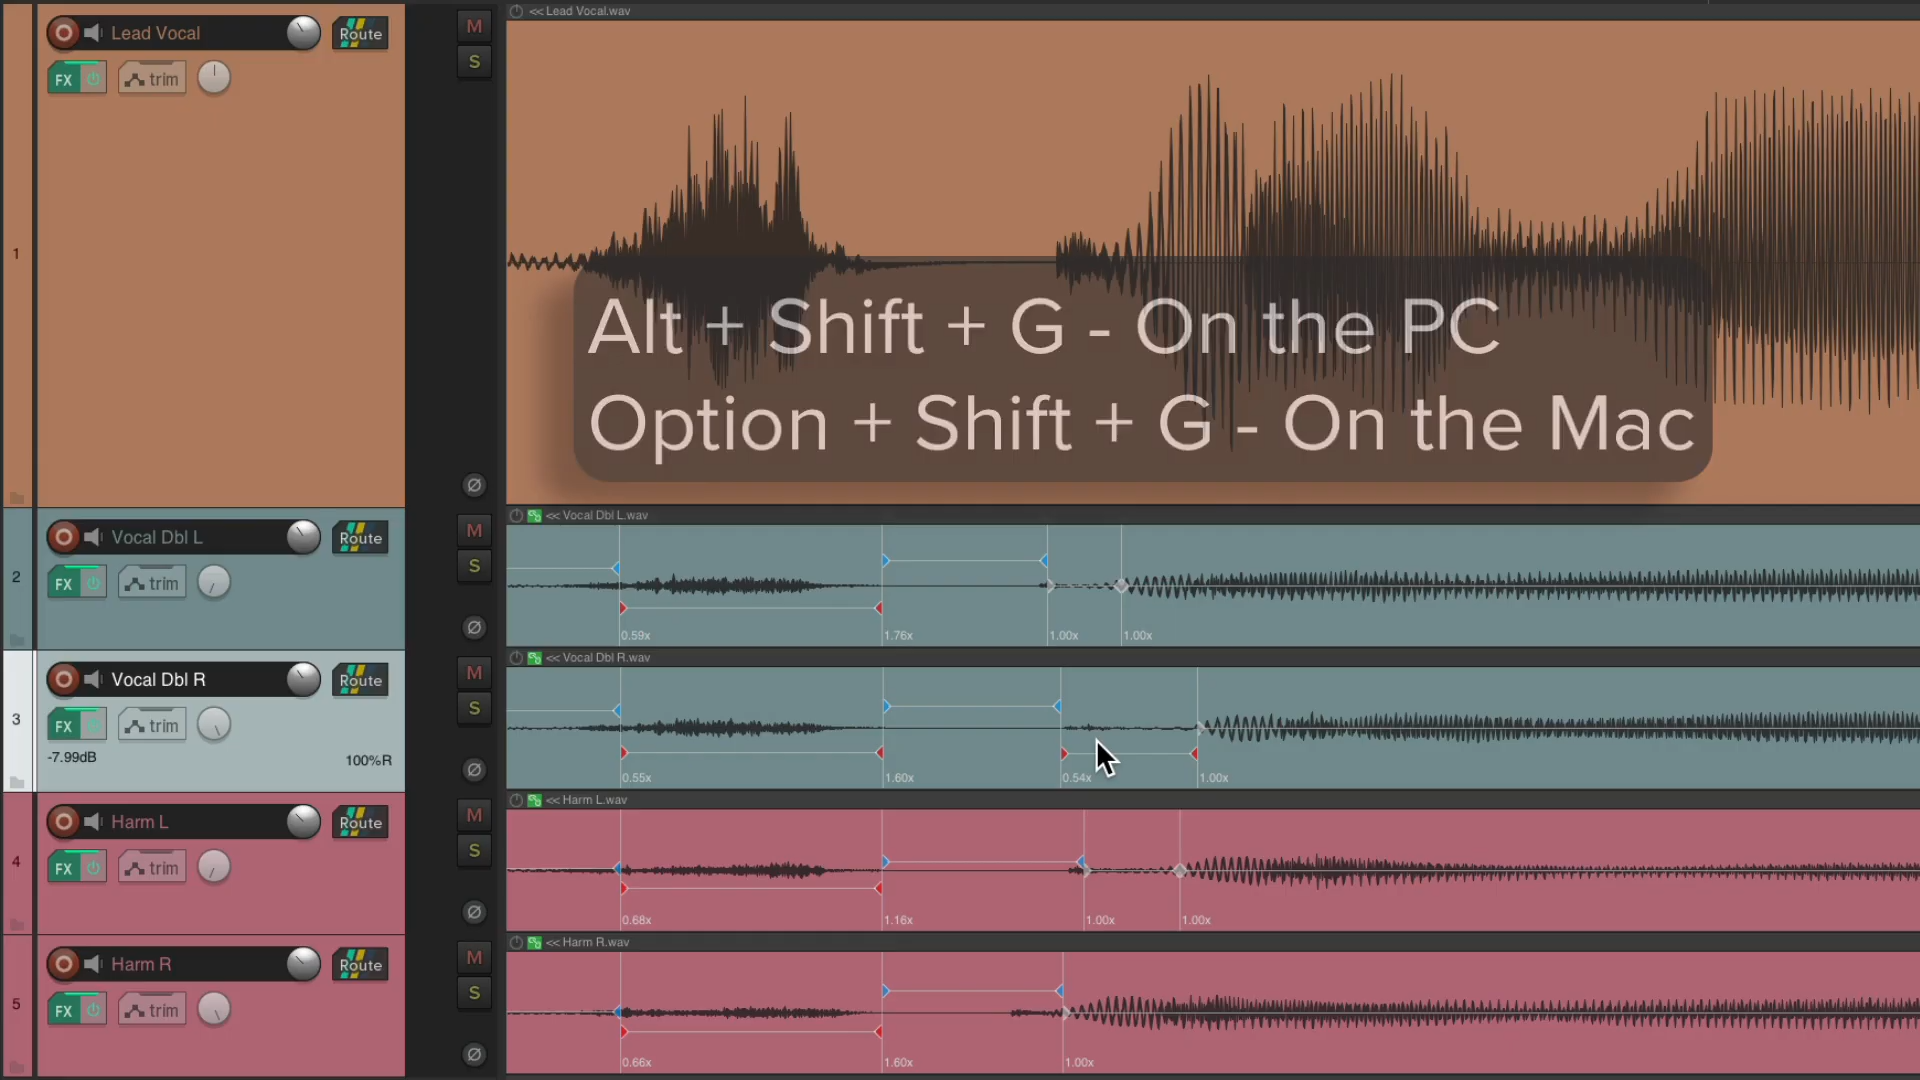 Lead Vocal
Route
FX
trim
M
S
<< Lead Vocal.wav
1
Alt + Shift + G - On the PC
Option + Shift + G - On the Mac
Ø
Vocal Dbl L
Route
FX
trim
M
S
Ø
2
<< Vocal Dbl L.wav
0.59x
1.76x
1.00x
1.00x
Vocal Dbl R
Route
FX
trim
-7.99dB
100%R
M
S
Ø
3
<< Vocal Dbl R.wav
0.55x
1.60x
0.54x
1.00x
Harm L
Route
FX
trim
M
S
Ø
4
<< Harm L.wav
0.68x
1.16x
1.00x
1.00x
Harm R
Route
FX
trim
M
S
Ø
5
<< Harm R.wav
0.66x
1.60x
1.00x